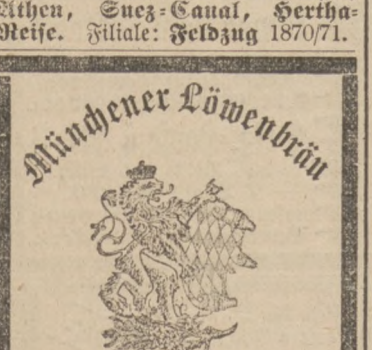 Athen, Suez-Canal, Hertha-
Reise. Filiale: Feldzug 1870/71.
Münchener Löwenbräu